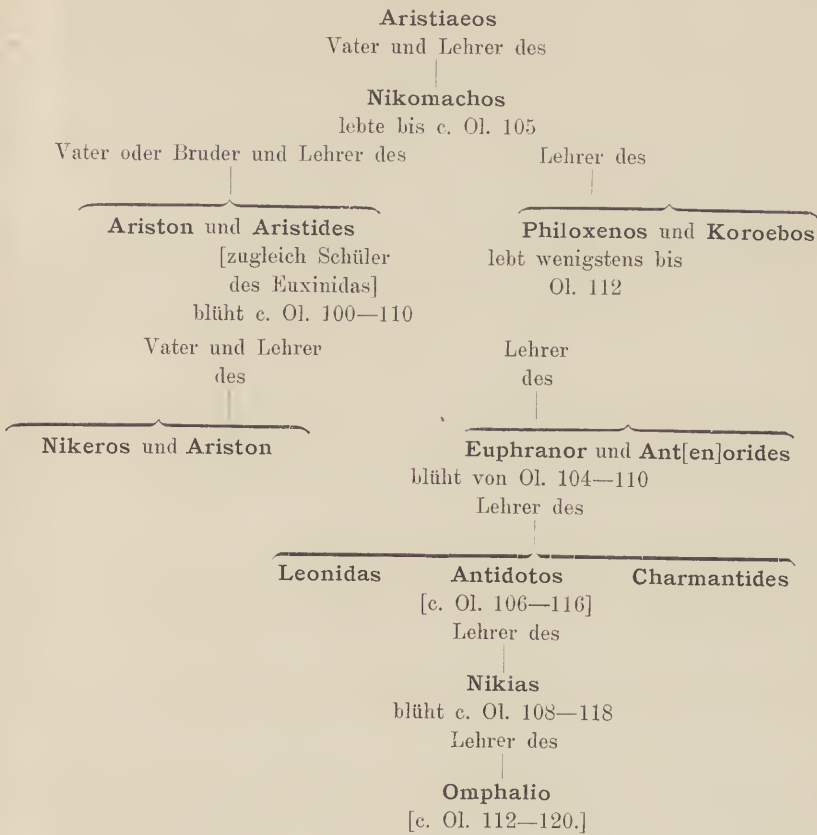 Aristiaeos
Vater und Lehrer des
Nikomachos
lebte bis c. Ol. 105
Vater oder Bruder und Lehrer des
Lehrer des
Ariston und Aristides
Philoxenos und Koroebos
[zugleich Schüler
lebt wenigstens bis
des Euxinidas]
Ol. 112
blüht c. Ol. 100—110
Vater und Lehrer
Lehrer
des
des
Nikeros und Ariston
Euphranor und Ant[en]orides
blüht von Ol. 104—110
Lehrer des
Leonidas Antidotos Charmantides
[c. Ol. 106—116]
Lehrer des
Nikias
blüht c. Ol. 108—118
Lehrer des
Omphalio
[c. Ol. 112—120.]